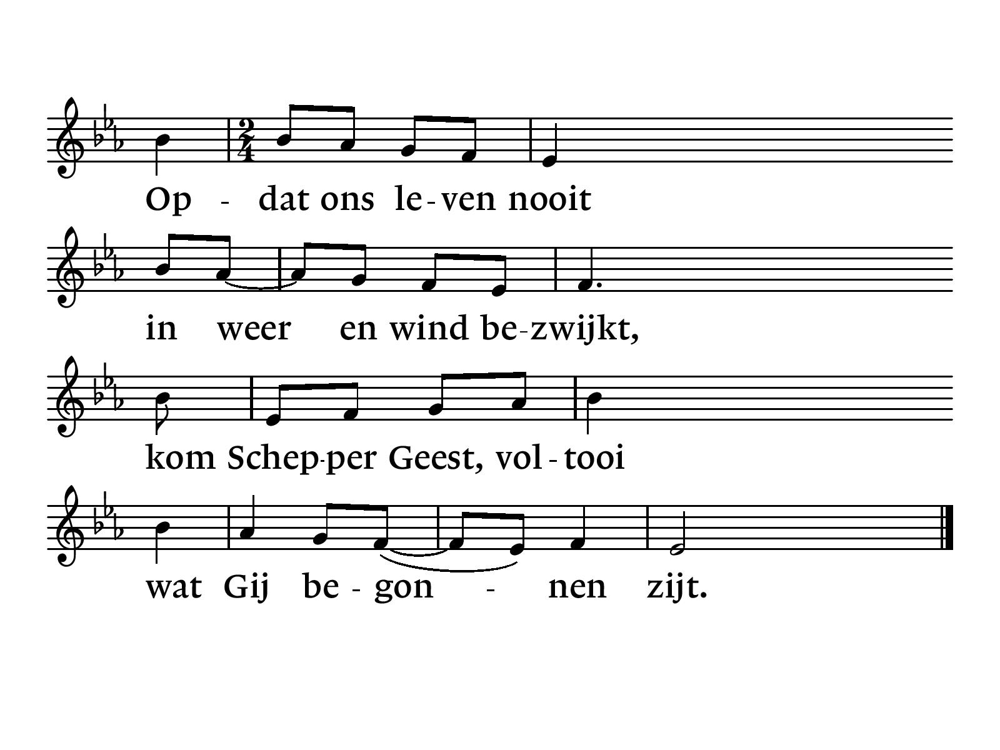 Op - dat ons le - ven nooit
in weer en wind be - zwijkt,
kom Schep - per Geest, vol - tooi
wat Gij be - gon - nen zijt.